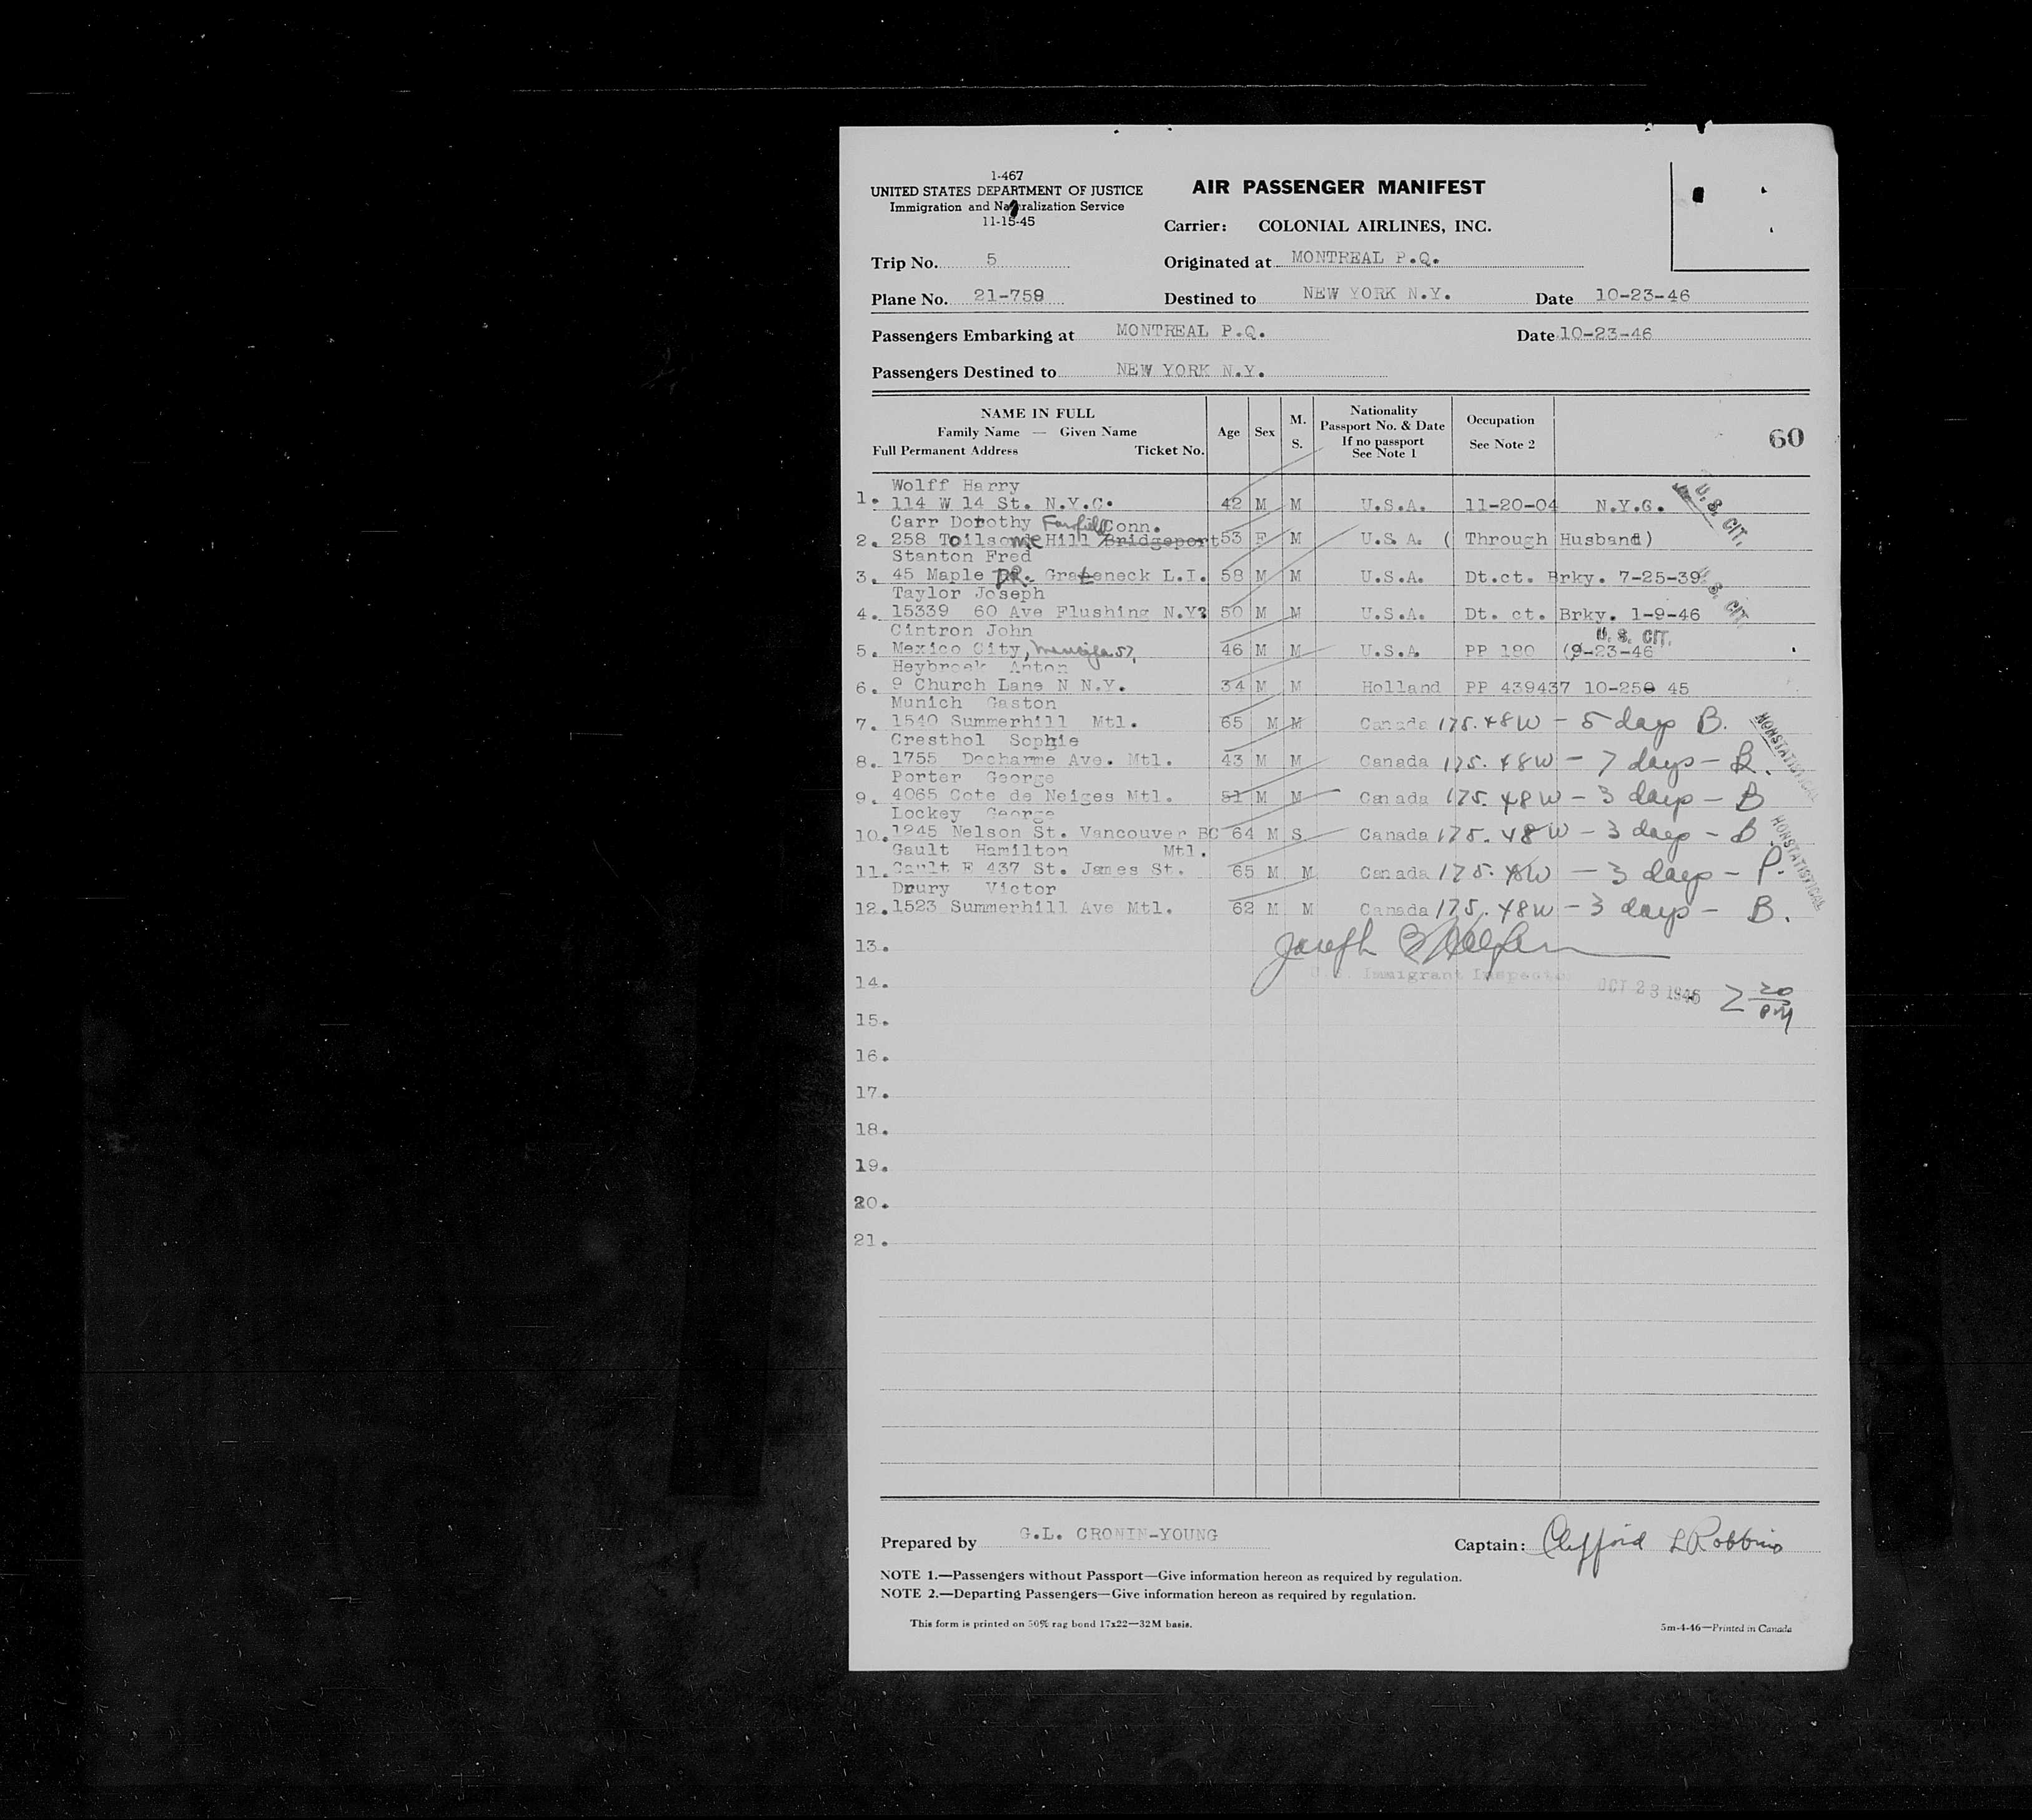 1-467
UNITED STATES DEPARTMENT OF JUSTICE
Immigration and Naturalization Service
11-15-45
AIR PASSENGER MANIFEST
Carrier: COLONIAL AIRLINES, INC.
Trip No. 5 Originated at MONTREAL P.Q.
Plane No. 21-758 Destined to NEW YORK N.Y. Date 10-23-46
Passengers Embarking at MONTREAL P.Q. Date 10-23-46
Passengers Destined to NEW YORK N.Y.
NAME IN FULL
Family Name — Given Name
Full Permanent Address Ticket No.
Age Sex M. S.
Nationality
Passport No. & Date
If no passport
See Note 1
Occupation
See Note 2
60
Wolff Harry
1. 114 W 14 St. N.Y.C. 42 M M U.S.A. 11-20-04 N.Y.C. U. S. CIT.
Carr Dorothy Fairfield Conn.
2. 258 Toilsome Hill Bridgeport 53 F M U.S.A. ( Through Husband)
Stanton Fred
3. 45 Maple DR. Grateneck L.I. 58 M M U.S.A. Dt.ct. Brky. 7-25-39 U. S. CIT.
Taylor Joseph
4. 15339 60 Ave Flushing N.Y. 50 M M U.S.A. Dt. ct. Brky. 1-9-46
Cintron John U. S. CIT.
5. Mexico City, 57, 46 M M U.S.A PP 190 (9-23-46
Heybroek Anton
6. 9 Church Lane N N.Y. 34 M M Holland PP 439437 10-25 45
Munich Gaston
7. 1540 Summerhill Mtl. 65 M M Canada 175.48W - 5 days B. NONSTATISTICAL
Cresthol Sophie
8. 1755 Decharme Ave. Mtl. 43 M M Canada 175.48W - 7 days - R.
Porter George
9. 4065 Cote de Neiges Mtl. 51 M M Canada 175.48W - 3 days - B
Lockey George
10. 1245 Nelson St. Vancouver BC 64 M S Canada 175.48W - 3 days - B NONSTATISTICAL
Gault Hamilton Mtl.
11. Gault F 437 St. James St. 65 M M Canada 175.48W - 3 days - P.
Drury Victor
12. 1523 Summerhill Ave Mtl. 62 M M Canada 175.48W - 3 days - B.
13. Joseph B
14. U.S. Immigrant Inspector OCT 23 1946 2 20 PM
15.
16.
17.
18.
19.
20.
21.
Prepared by G.L. CRONIN-YOUNG Captain: Clifford L Robbins
NOTE 1.—Passengers without Passport—Give information hereon as required by regulation.
NOTE 2.—Departing Passengers—Give information hereon as required by regulation.
This form is printed on 50% rag bond 17x22—32M basis.
5m-4-46—Printed in Canada